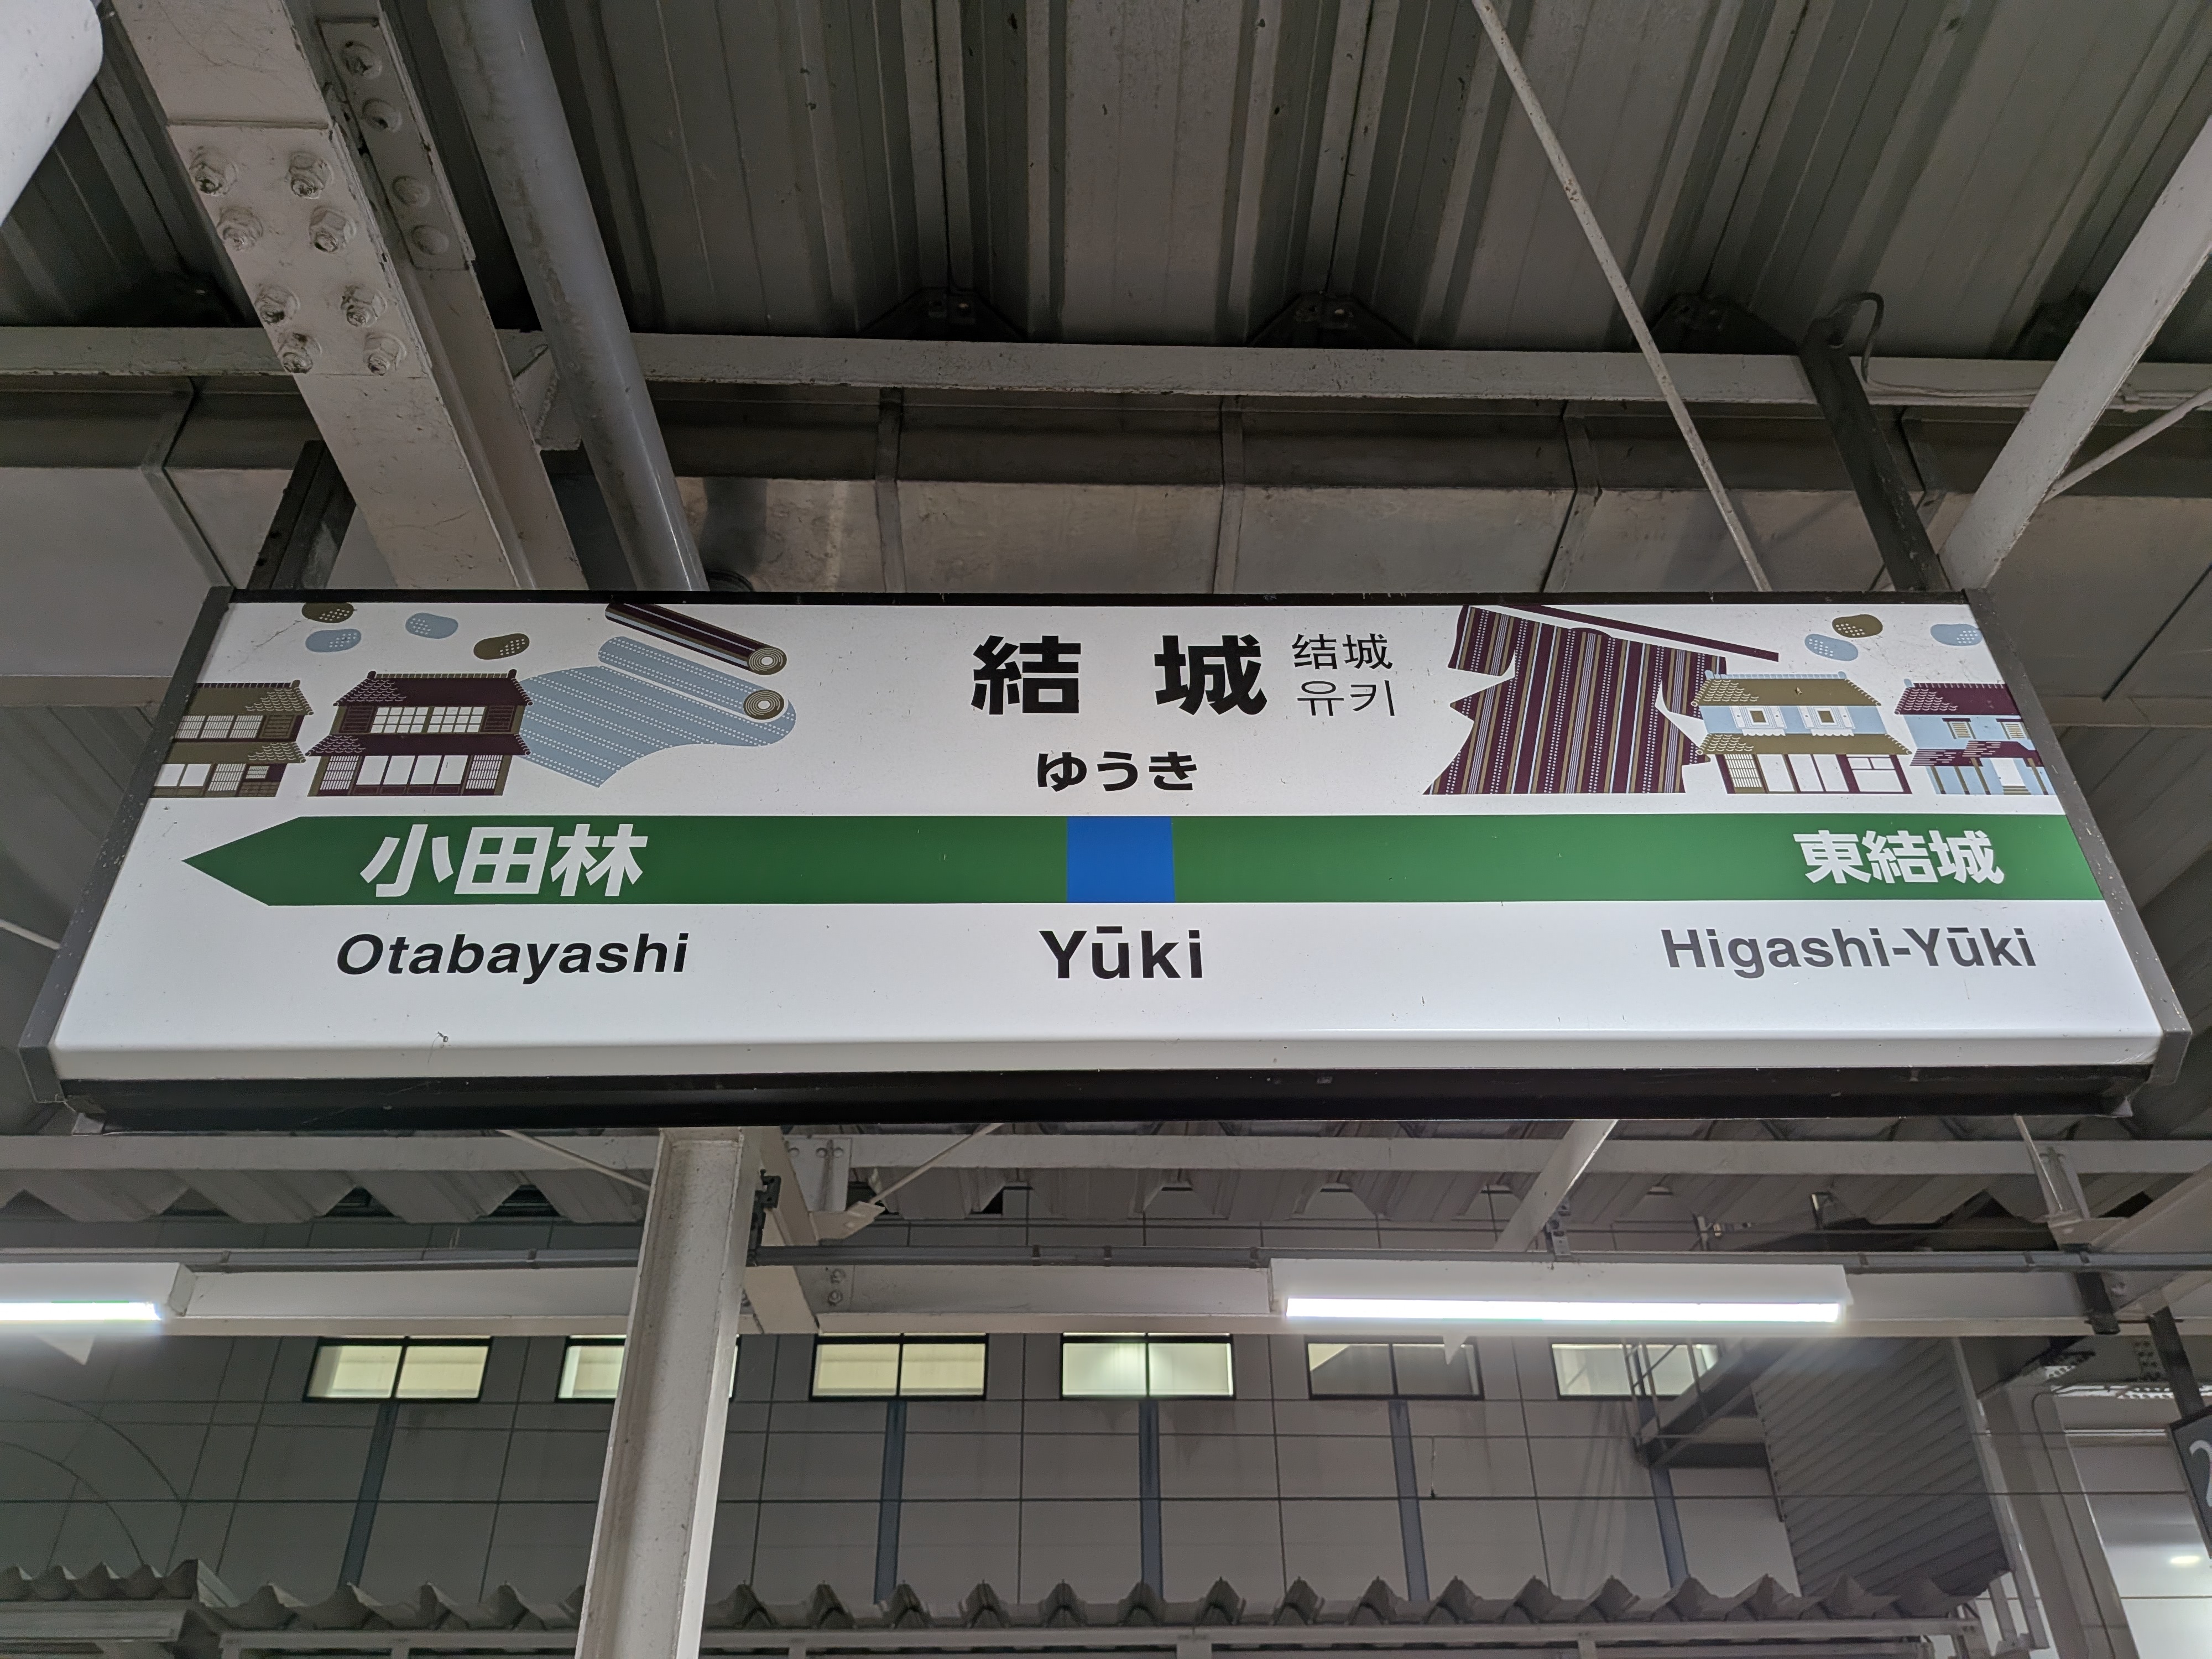 結城
结城
유키
ゆうき
小田林
東結城
Otabayashi
Yūki
Higashi-Yūki
2